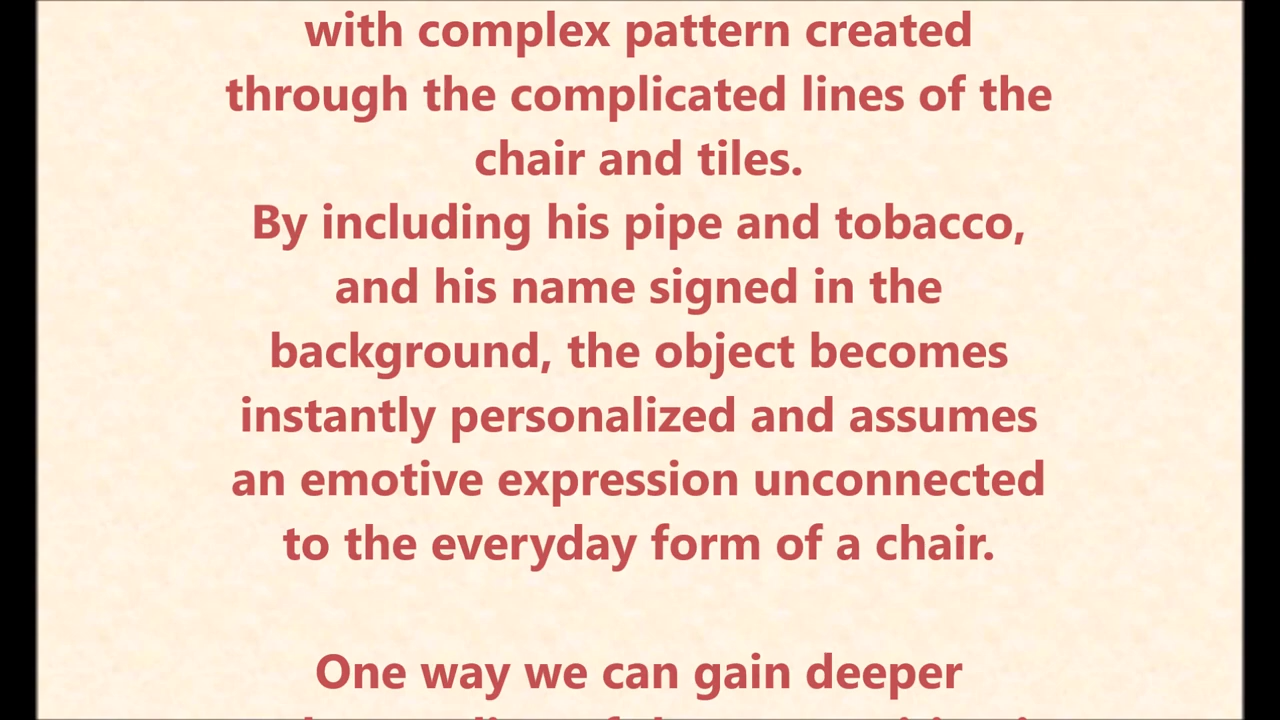 with complex pattern created
through the complicated lines of the
chair and tiles.
By including his pipe and tobacco,
and his name signed in the
background, the object becomes
instantly personalized and assumes
an emotive expression unconnected
to the everyday form of a chair.
One way we can gain deeper